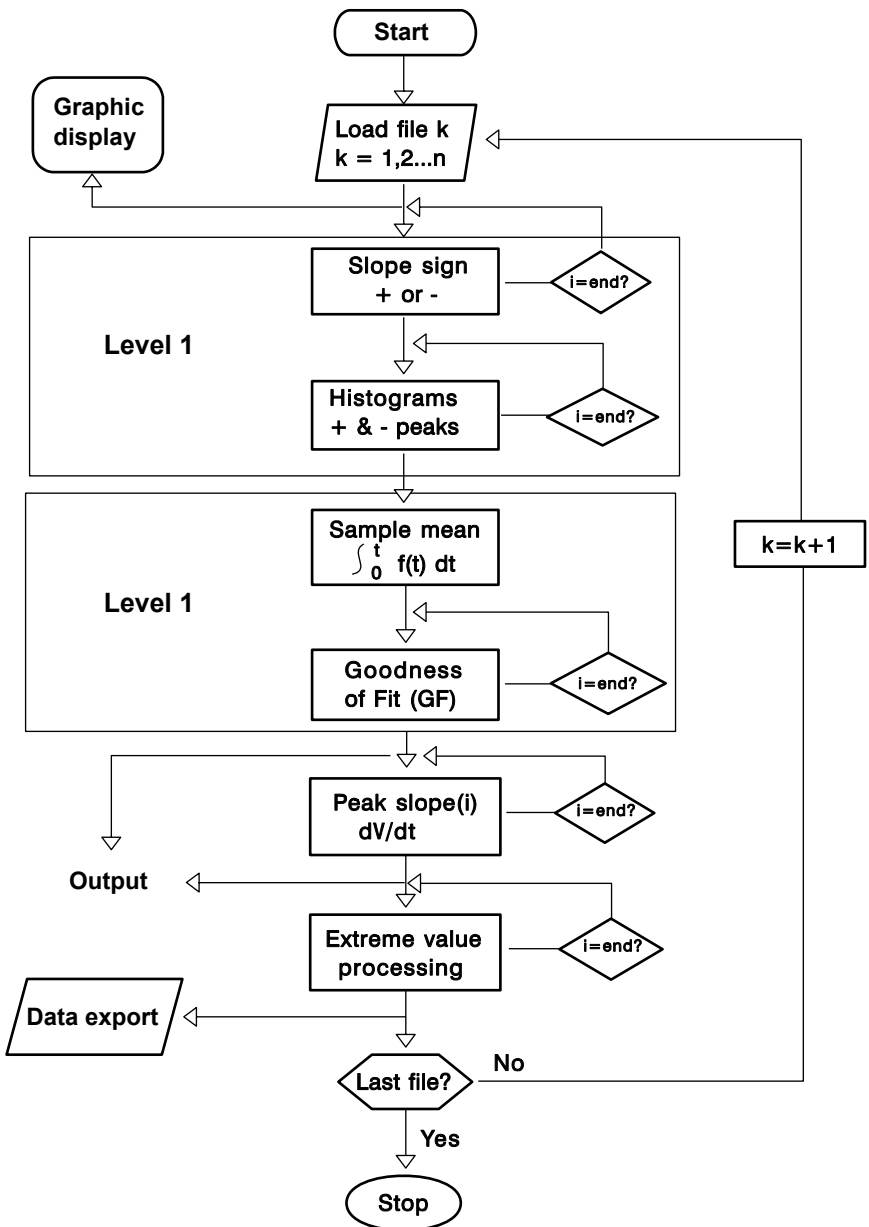 Start
Graphic
display
Load file k
k = 1,2...n
Slope sign
+ or -
i=end?
Level 1
Histograms
+ & - peaks
i=end?
Sample mean
∫ t 0 f(t) dt
k=k+1
Level 1
Goodness
of Fit (GF)
i=end?
Peak slope(i)
dV/dt
i=end?
Output
Extreme value
processing
i=end?
Data export
Last file?
No
Yes
Stop